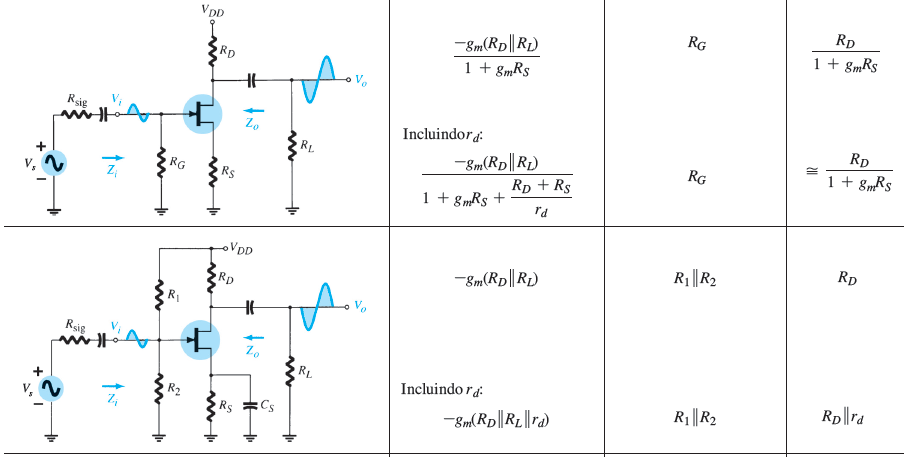 V_DD
R_D
V_o
R_sig
V_i
Z_o
R_L
+
V_s
−
Z_i
R_G
R_S
−g_m(R_D‖R_L)
1 + g_mR_S
R_G
R_D
1 + g_mR_S
Incluindo r_d:
−g_m(R_D‖R_L)
1 + g_mR_S + R_D + R_S
r_d
R_G
≅ R_D
1 + g_mR_S
V_DD
R_D
R_1
V_o
R_sig
V_i
Z_o
R_L
+
V_s
−
Z_i
R_2
R_S
C_S
−g_m(R_D‖R_L)
R_1‖R_2
R_D
Incluindo r_d:
−g_m(R_D‖R_L‖r_d)
R_1‖R_2
R_D‖r_d